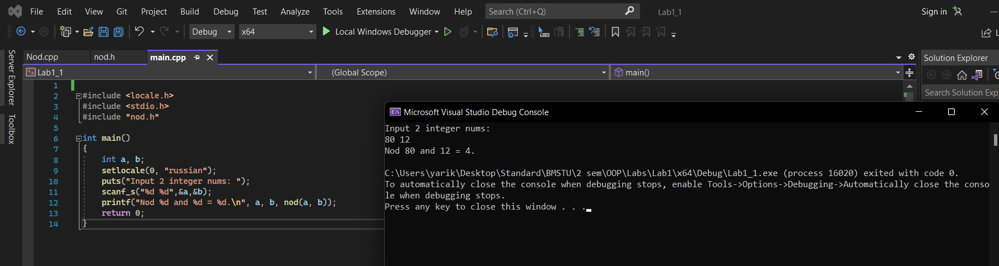 File Edit View Git Project Build Debug Test Analyze Tools Extensions Window Help Search (Ctrl+Q) Lab1_1 Sign in
Debug x64 Local Windows Debugger
Server Explorer
Toolbox
Nod.cpp nod.h main.cpp
Lab1_1 (Global Scope) main()
Solution Explorer
Search Solution Exp
1
2 #include <locale.h>
3 #include <stdio.h>
4 #include "nod.h"
5
6 int main()
7 {
8 int a, b;
9 setlocale(0, "russian");
10 puts("Input 2 integer nums: ");
11 scanf_s("%d %d",&a,&b);
12 printf("Nod %d and %d = %d.\n", a, b, nod(a, b));
13 return 0;
14 }
Microsoft Visual Studio Debug Console
Input 2 integer nums:
80 12
Nod 80 and 12 = 4.
C:\Users\yarik\Desktop\Standard\BMSTU\2 sem\OOP\Labs\Lab1\x64\Debug\Lab1_1.exe (process 16020) exited with code 0.
To automatically close the console when debugging stops, enable Tools->Options->Debugging->Automatically close the conso
le when debugging stops.
Press any key to close this window . . .